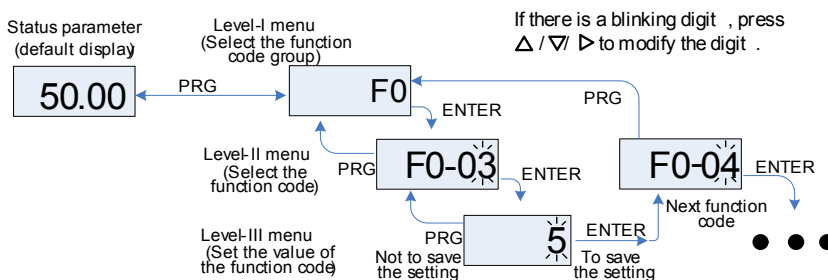 Status parameter
(default display)
50.00
PRG
Level-I menu
(Select the function
code group)
F0
ENTER
If there is a blinking digit , press
△ / ▽/ ▷ to modify the digit .
Level-II menu
(Select the
function code)
PRG
F0-03
ENTER
PRG
F0-04
ENTER
Next function
code
Level-III menu
(Set the value of
the function code)
PRG
Not to save
the setting
5
ENTER
To save
the setting